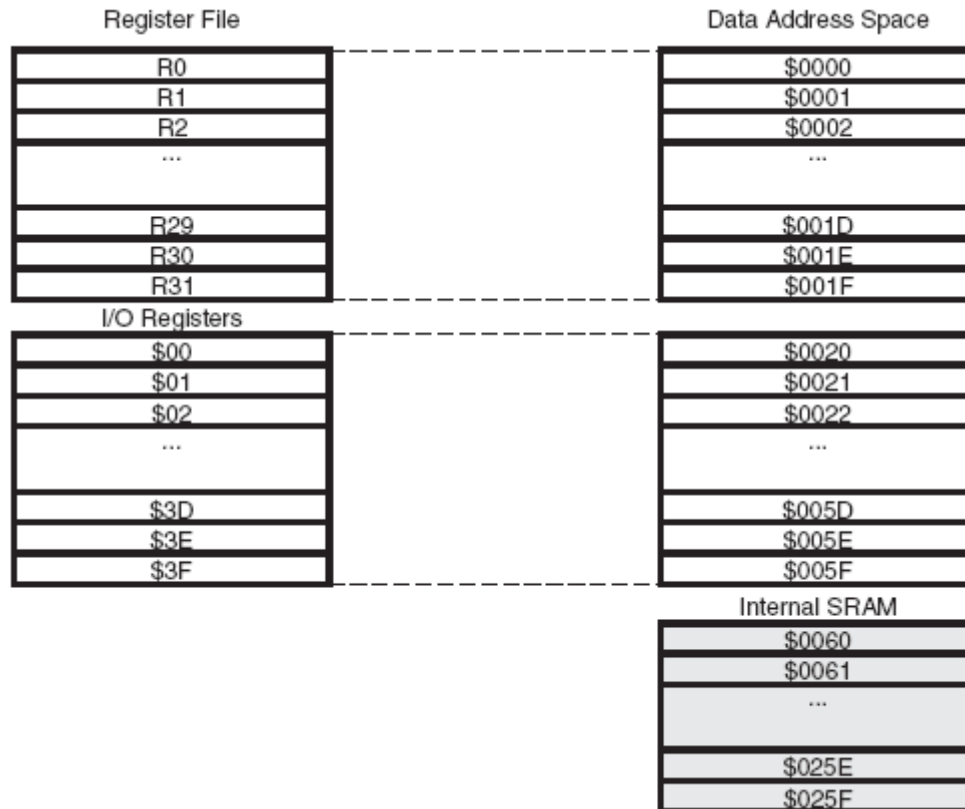 Register File
R0
R1
R2
...
R29
R30
R31
I/O Registers
$00
$01
$02
...
$3D
$3E
$3F
Data Address Space
$0000
$0001
$0002
...
$001D
$001E
$001F
$0020
$0021
$0022
...
$005D
$005E
$005F
Internal SRAM
$0060
$0061
...
$025E
$025F